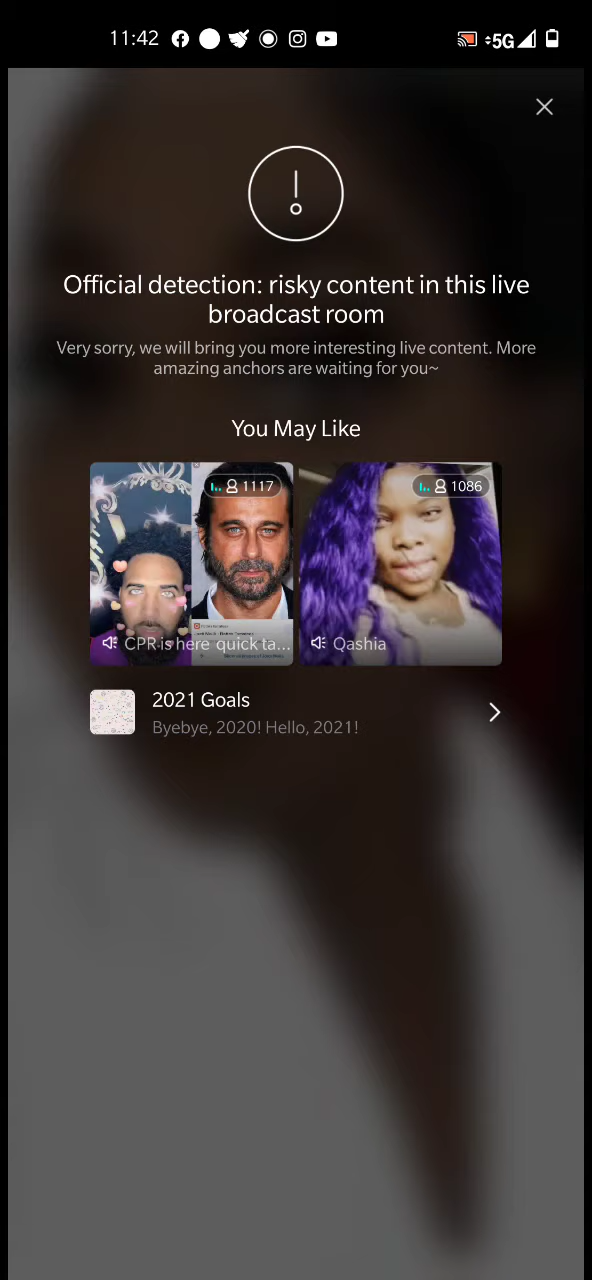 11:42
5G
Official detection: risky content in this live
broadcast room
Very sorry, we will bring you more interesting live content. More
amazing anchors are waiting for you~
You May Like
1117
1086
CPR is here quick ta...
Qashia
2021 Goals
Byebye, 2020! Hello, 2021!